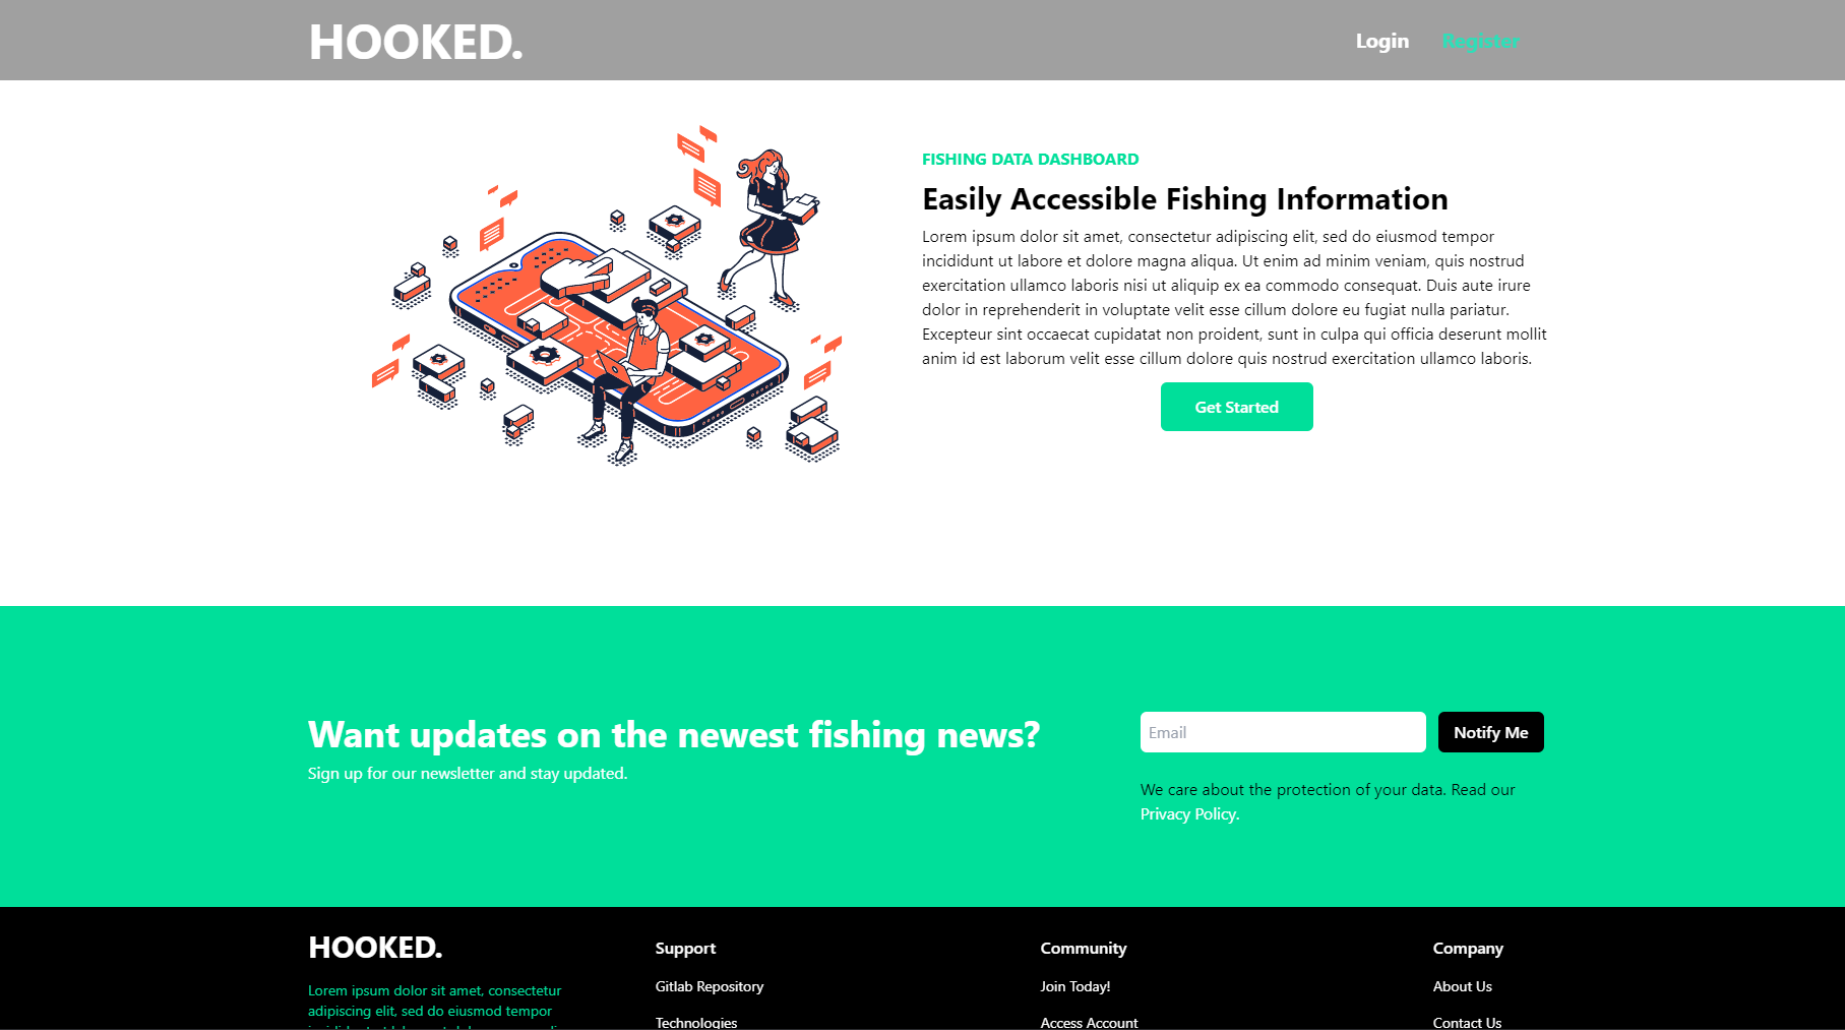 HOOKED.
Login
Register
FISHING DATA DASHBOARD
Easily Accessible Fishing Information
Lorem ipsum dolor sit amet, consectetur adipiscing elit, sed do eiusmod tempor
incididunt ut labore et dolore magna aliqua. Ut enim ad minim veniam, quis nostrud
exercitation ullamco laboris nisi ut aliquip ex ea commodo consequat. Duis aute irure
dolor in reprehenderit in voluptate velit esse cillum dolore eu fugiat nulla pariatur.
Excepteur sint occaecat cupidatat non proident, sunt in culpa qui officia deserunt mollit
anim id est laborum velit esse cillum dolore quis nostrud exercitation ullamco laboris.
Get Started
Want updates on the newest fishing news?
Sign up for our newsletter and stay updated.
Email
Notify Me
We care about the protection of your data. Read our
Privacy Policy.
HOOKED.
Lorem ipsum dolor sit amet, consectetur
adipiscing elit, sed do eiusmod tempor
Support
Gitlab Repository
Technologies
Community
Join Today!
Access Account
Company
About Us
Contact Us